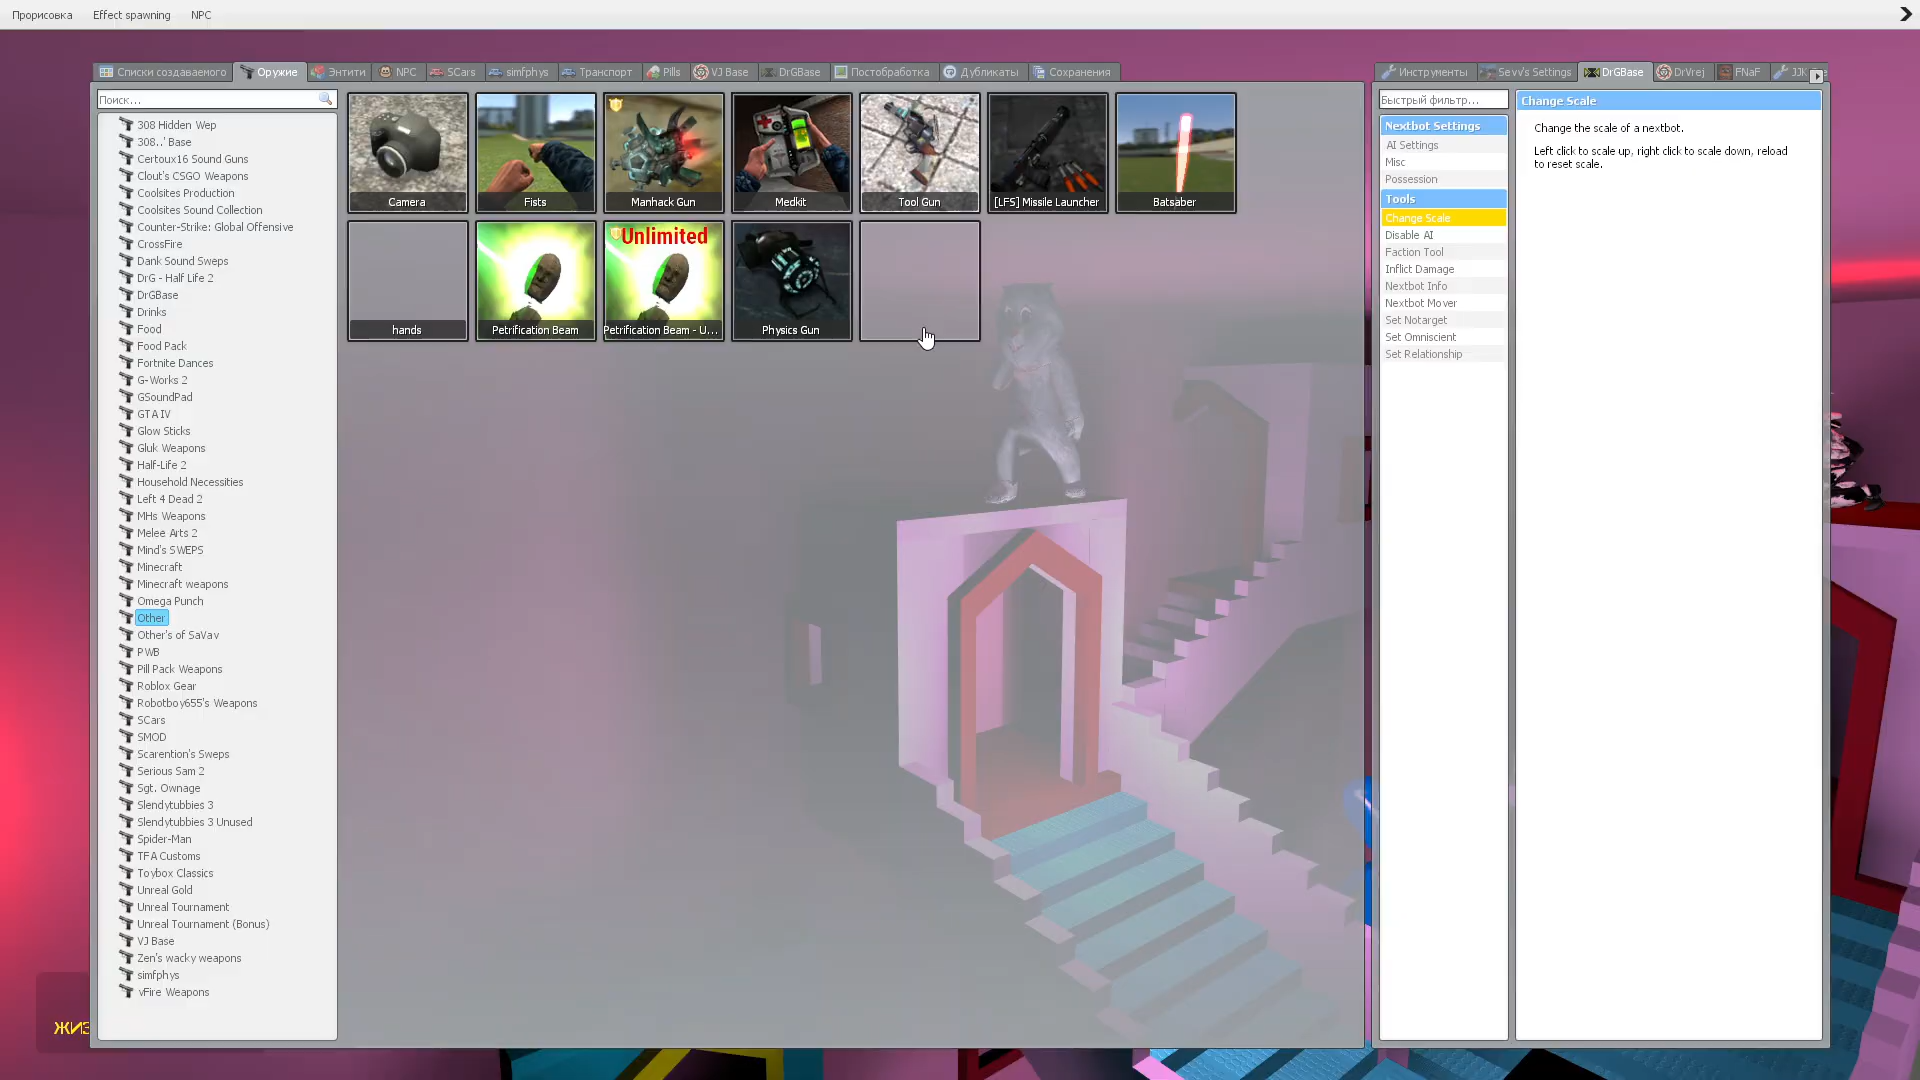 Прорисовка Effect spawning NPC
Списки создаваемого Оружие Энтити NPC SCars simfphys Транспорт Pills VJ Base DrGBase Постобработка Дубликаты Сохранения
Инструменты Sevv's Settings DrGBase DrVrej FNaF
Поиск...
308 Hidden Wep
308..' Base
Certoux16 Sound Guns
Clout's CSGO Weapons
Coolsites Production
Coolsites Sound Collection
Counter-Strike: Global Offensive
CrossFire
Dank Sound Sweps
DrG - Half Life 2
DrGBase
Drinks
Food
Food Pack
Fortnite Dances
G-Works 2
GSoundPad
GTA IV
Glow Sticks
Gluk Weapons
Half-Life 2
Household Necessities
Left 4 Dead 2
MHs Weapons
Melee Arts 2
Mind's SWEPS
Minecraft
Minecraft weapons
Omega Punch
Other
Other's of SaVav
PWB
Pill Pack Weapons
Roblox Gear
Robotboy655's Weapons
SCars
SMOD
Scarention's Sweps
Serious Sam 2
Sgt. Ownage
Slendytubbies 3
Slendytubbies 3 Unused
Spider-Man
TFA Customs
Toybox Classics
Unreal Gold
Unreal Tournament
Unreal Tournament (Bonus)
VJ Base
Zen's wacky weapons
simfphys
vFire Weapons
Camera Fists Manhack Gun Medkit Tool Gun [LFS] Missile Launcher Batsaber
Unlimited
hands Petrification Beam Petrification Beam - U... Physics Gun
Быстрый фильтр...
Nextbot Settings
AI Settings
Misc
Possession
Tools
Change Scale
Disable AI
Faction Tool
Inflict Damage
Nextbot Info
Nextbot Mover
Set Notarget
Set Omniscient
Set Relationship
Change Scale
Change the scale of a nextbot.
Left click to scale up, right click to scale down, reload
to reset scale.